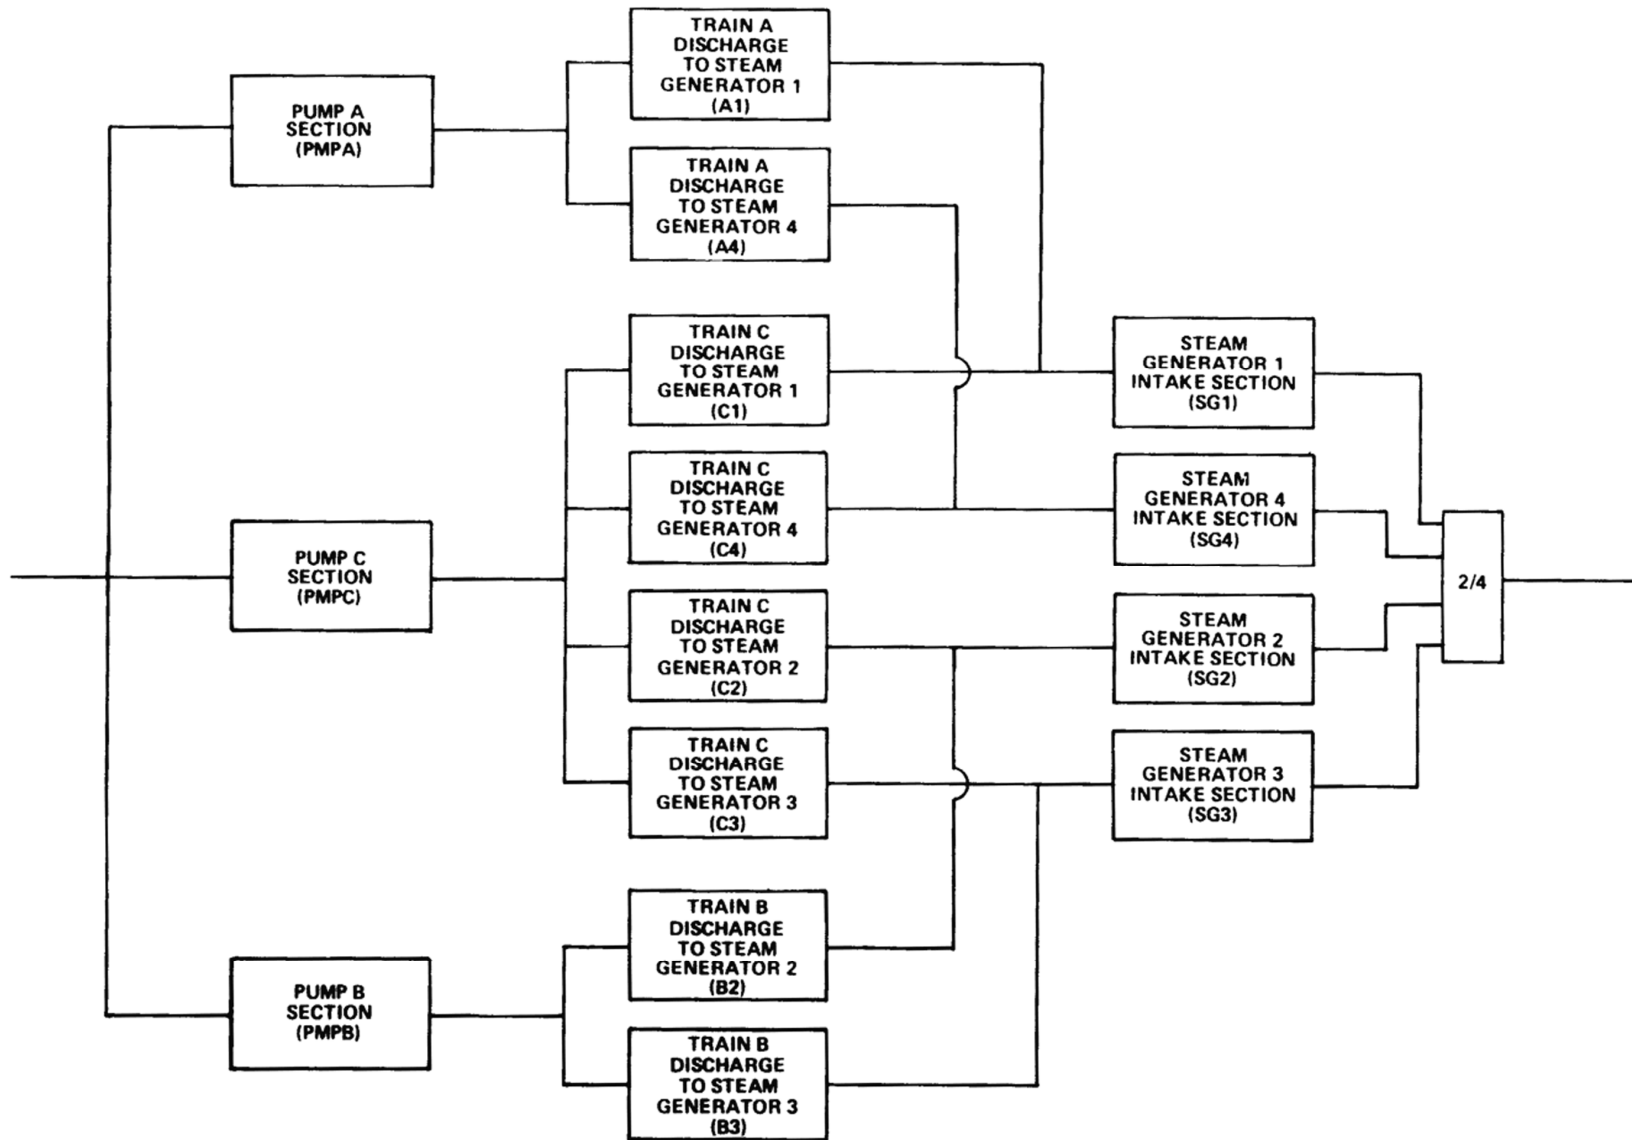 TRAIN A
DISCHARGE
TO STEAM
GENERATOR 1
(A1)
PUMP A
SECTION
(PMPA)
TRAIN A
DISCHARGE
TO STEAM
GENERATOR 4
(A4)
TRAIN C
DISCHARGE
TO STEAM
GENERATOR 1
(C1)
STEAM
GENERATOR 1
INTAKE SECTION
(SG1)
TRAIN C
DISCHARGE
TO STEAM
GENERATOR 4
(C4)
STEAM
GENERATOR 4
INTAKE SECTION
(SG4)
PUMP C
SECTION
(PMPC)
2/4
TRAIN C
DISCHARGE
TO STEAM
GENERATOR 2
(C2)
STEAM
GENERATOR 2
INTAKE SECTION
(SG2)
TRAIN C
DISCHARGE
TO STEAM
GENERATOR 3
(C3)
STEAM
GENERATOR 3
INTAKE SECTION
(SG3)
TRAIN B
DISCHARGE
TO STEAM
GENERATOR 2
(B2)
PUMP B
SECTION
(PMPB)
TRAIN B
DISCHARGE
TO STEAM
GENERATOR 3
(B3)